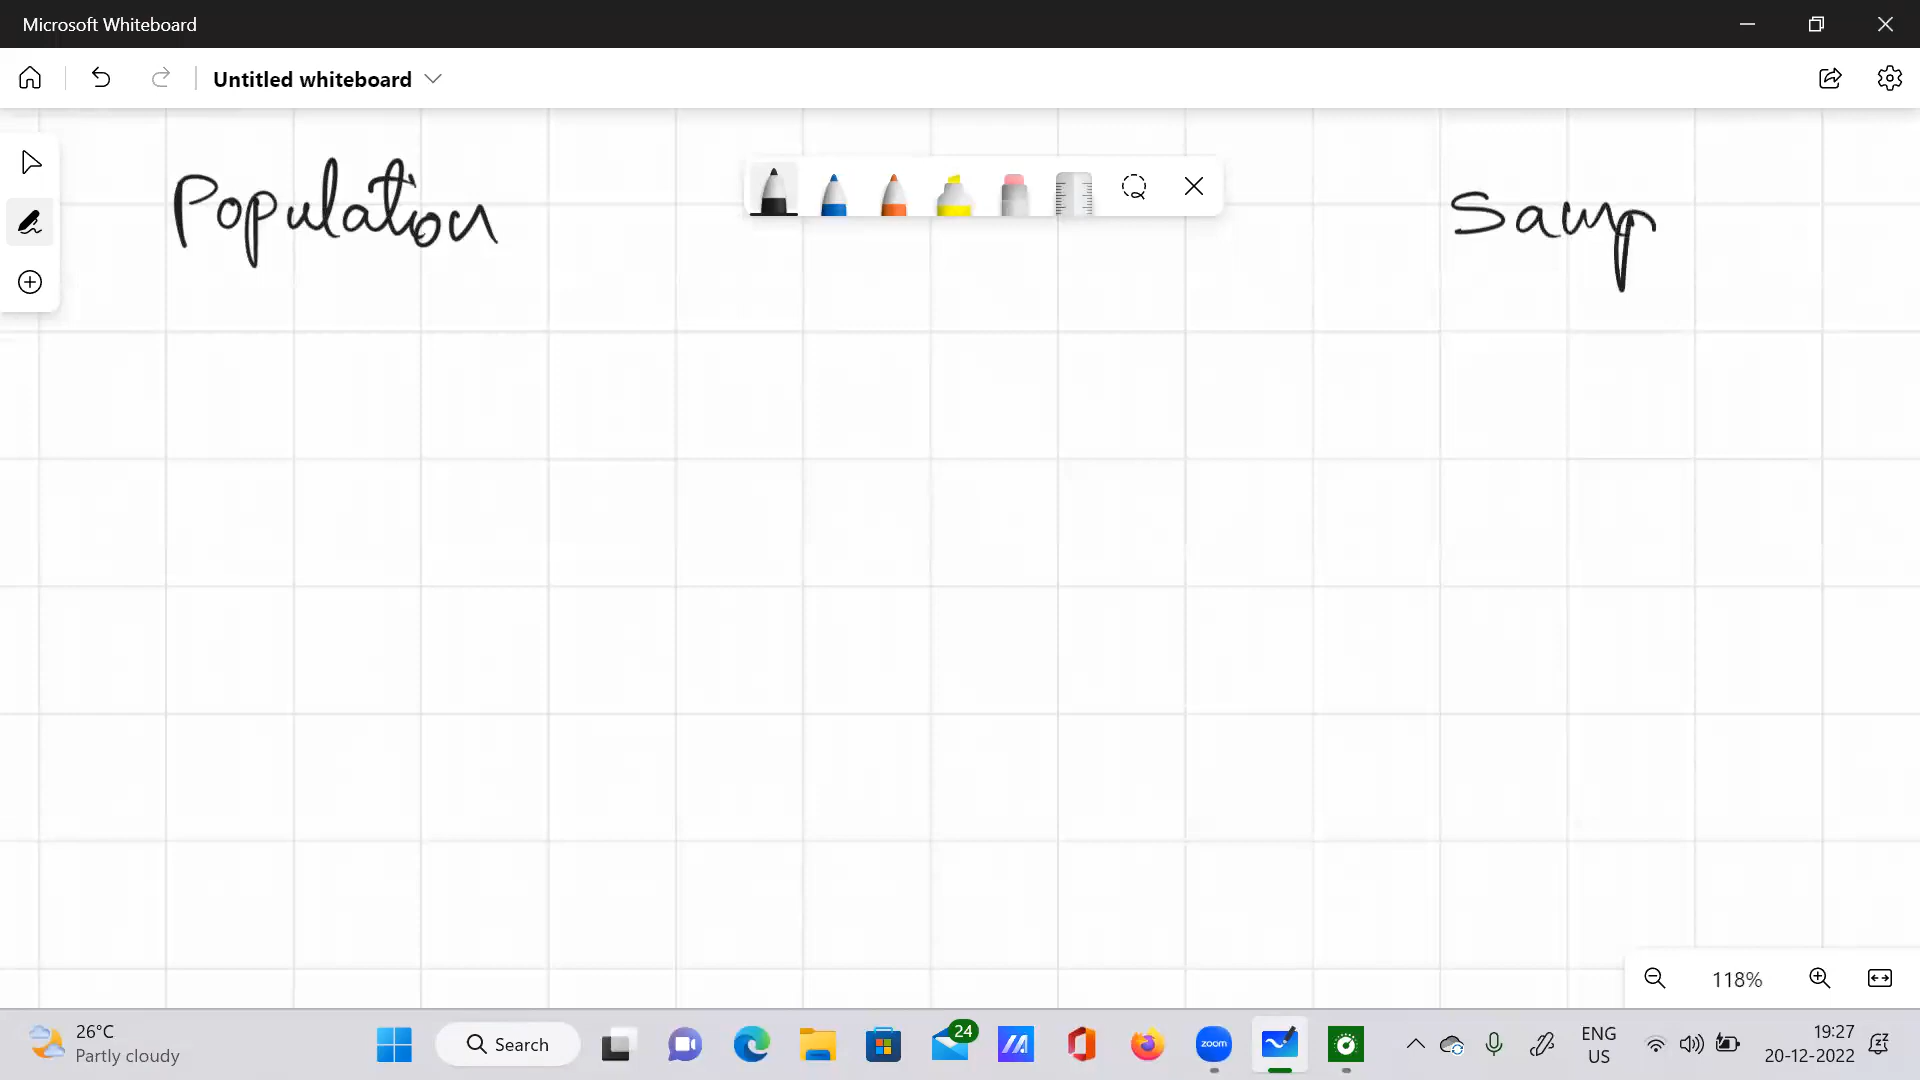 Microsoft Whiteboard
Untitled whiteboard
Population
Samp
118%
26°C
Partly cloudy
Search
24
zoom
ENG
US
19:27
20-12-2022